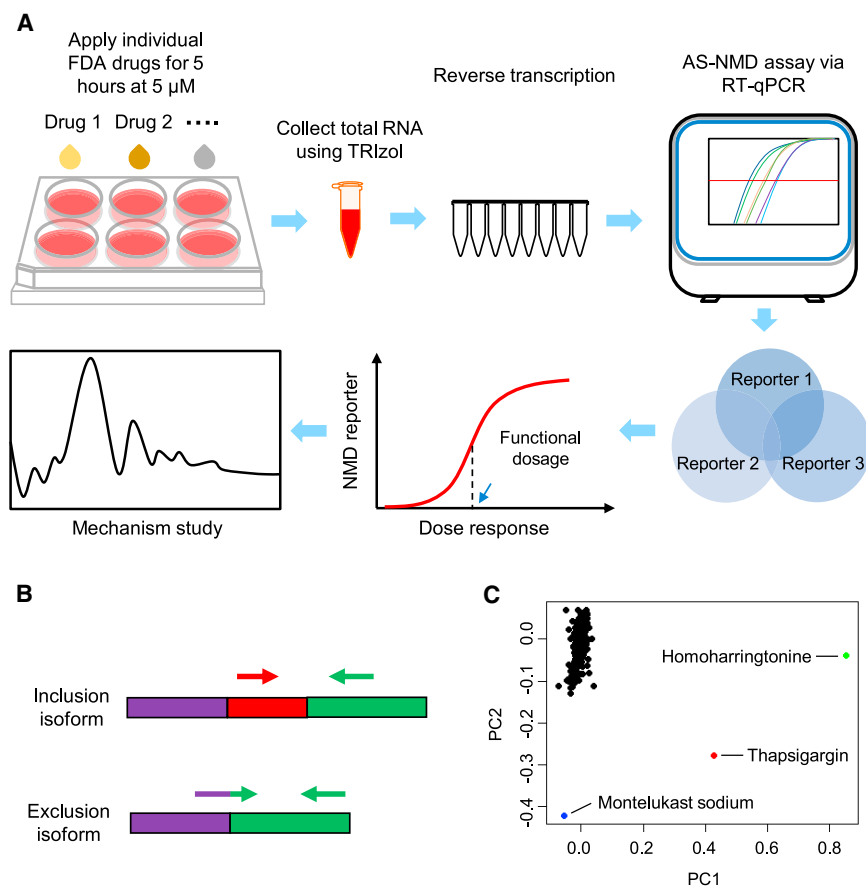 A
Apply individual
FDA drugs for 5
hours at 5 µM
Drug 1 Drug 2 ····
Collect total RNA
using TRIzol
Reverse transcription
AS-NMD assay via
RT-qPCR
Reporter 1
Reporter 2
Reporter 3
NMD reporter
Functional
dosage
Dose response
Mechanism study
B
Inclusion
isoform
Exclusion
isoform
C
PC2
0.0
-0.1
-0.2
-0.3
-0.4
Homoharringtonine
Thapsigargin
Montelukast sodium
0.0 0.2 0.4 0.6 0.8
PC1